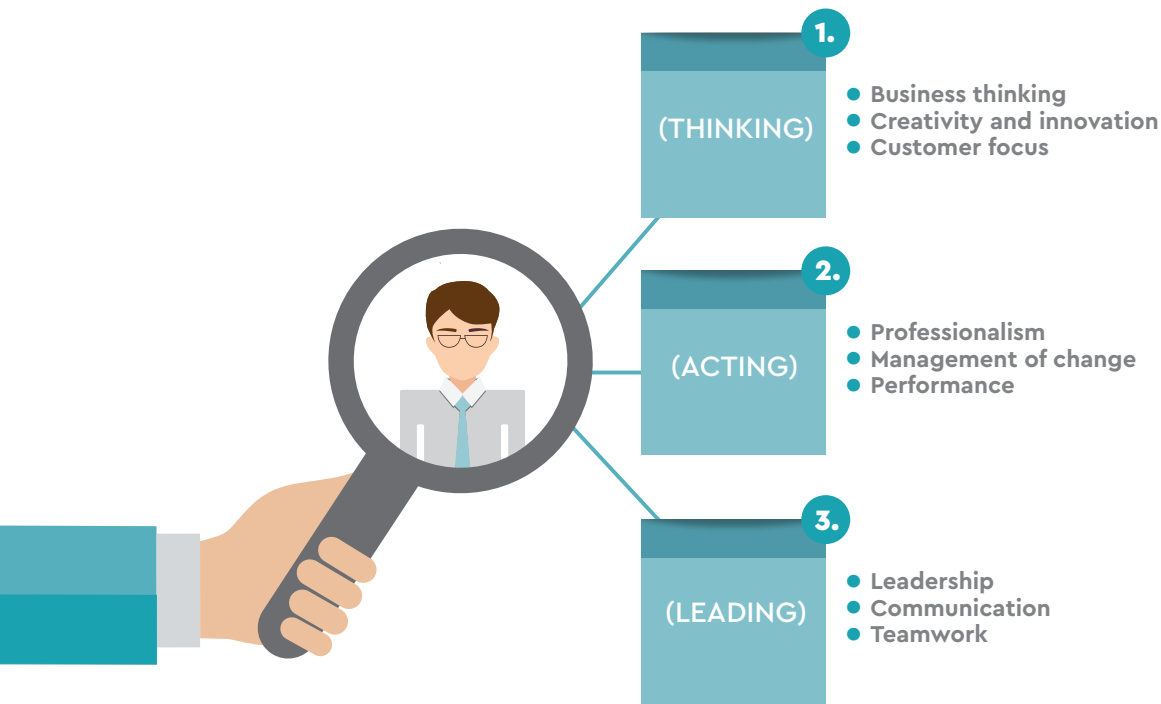 1.
(THINKING)
● Business thinking
● Creativity and innovation
● Customer focus
2.
(ACTING)
● Professionalism
● Management of change
● Performance
3.
(LEADING)
● Leadership
● Communication
● Teamwork